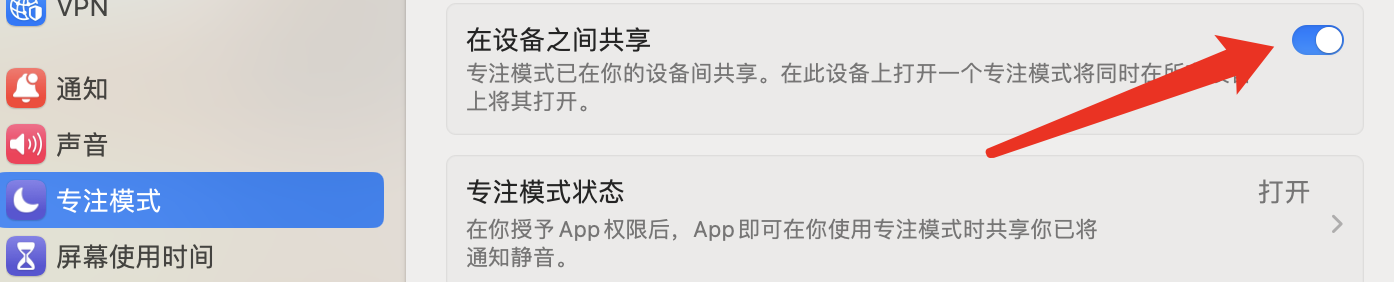 VPN
通知
声音
专注模式
屏幕使用时间
在设备之间共享
专注模式已在你的设备间共享。在此设备上打开一个专注模式将同时在所
上将其打开。
专注模式状态
打开
在你授予 App 权限后，App 即可在你使用专注模式时共享你已将
通知静音。